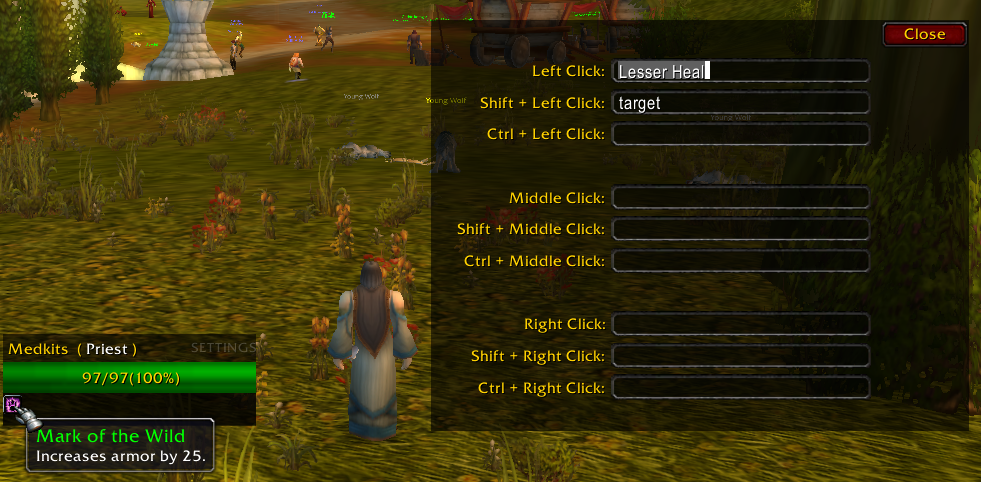 Close
Left Click: Lesser Heal
Shift + Left Click: target
Ctrl + Left Click:
Young Wolf
Young Wolf
Young Wolf
Middle Click:
Shift + Middle Click:
Ctrl + Middle Click:
Right Click:
Shift + Right Click:
Ctrl + Right Click:
Medkits ( Priest )
SETTINGS
97/97(100%)
Mark of the Wild
Increases armor by 25.